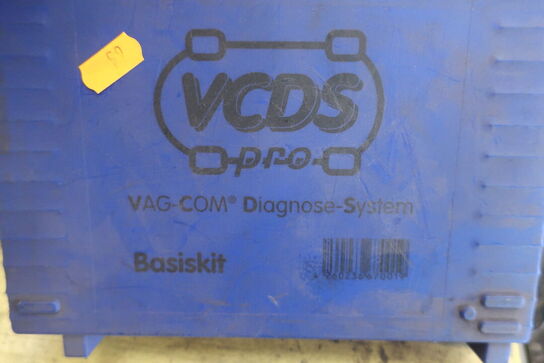 VCDS
pro
VAG-COM® Diagnose-System
Basiskit